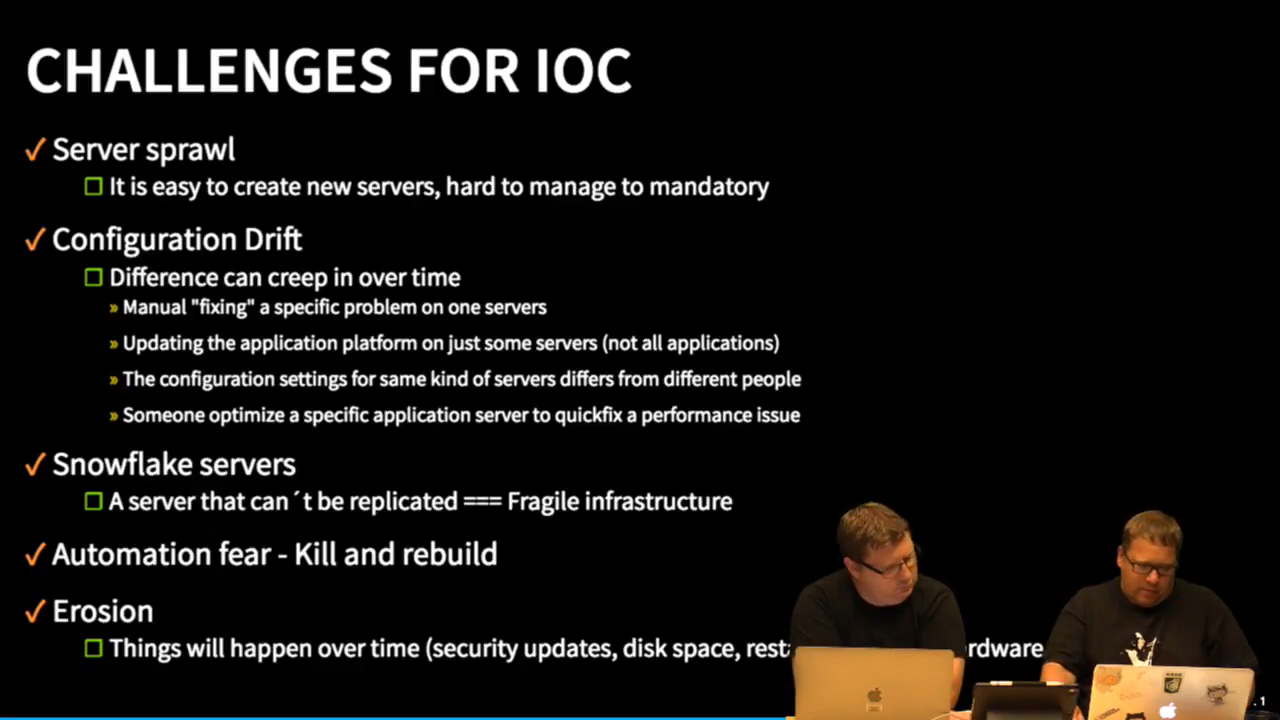 CHALLENGES FOR IOC
✓ Server sprawl
It is easy to create new servers, hard to manage to mandatory
✓ Configuration Drift
Difference can creep in over time
» Manual "fixing" a specific problem on one servers
» Updating the application platform on just some servers (not all applications)
» The configuration settings for same kind of servers differs from different people
» Someone optimize a specific application server to quickfix a performance issue
✓ Snowflake servers
A server that can´t be replicated === Fragile infrastructure
✓ Automation fear - Kill and rebuild
✓ Erosion
Things will happen over time (security updates, disk space,